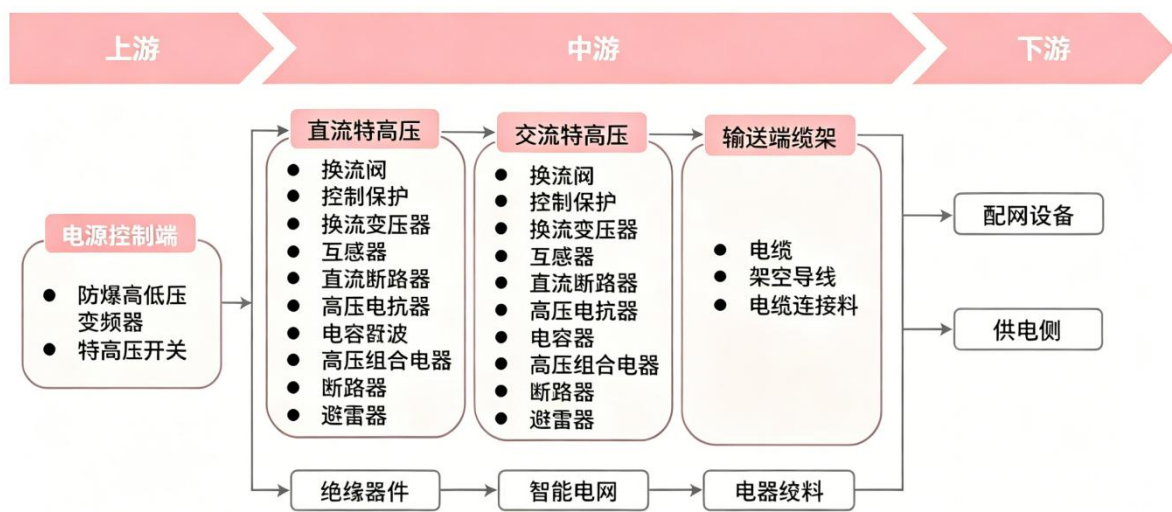 上游
中游
下游
电源控制端
防爆高低压
变频器
特高压开关
直流特高压
换流阀
控制保护
换流变压器
互感器
直流断路器
高压电抗器
电容
波
高压组合电器
断路器
避雷器
交流特高压
换流阀
控制保护
换流变压器
互感器
直流断路器
高压电抗器
电容器
高压组合电器
断路器
避雷器
输送端缆架
电缆
架空导线
电缆连接料
绝缘器件
智能电网
电器绞料
配网设备
供电侧